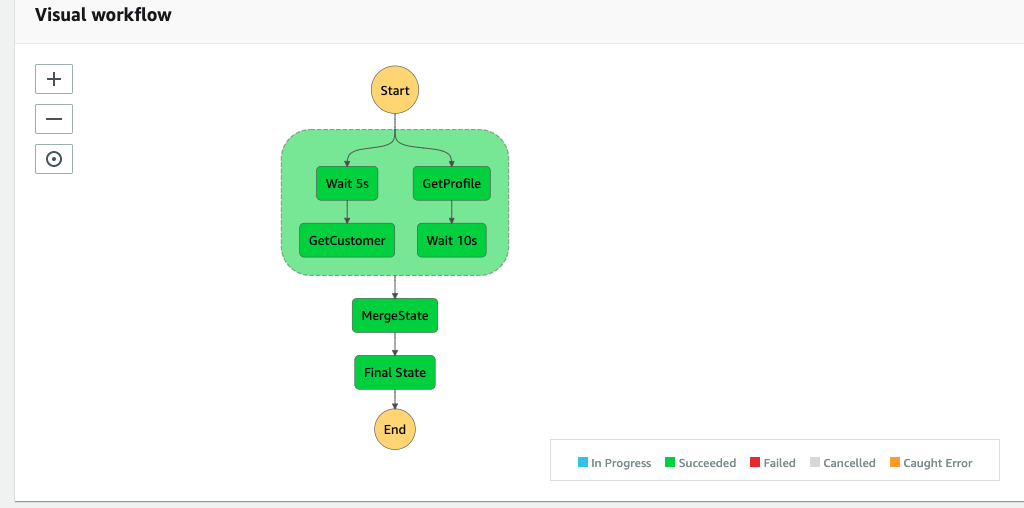 Visual workflow
Start
Wait 5s
GetProfile
GetCustomer
Wait 10s
MergeState
Final State
End
In Progress
Succeeded
Failed
Cancelled
Caught Error